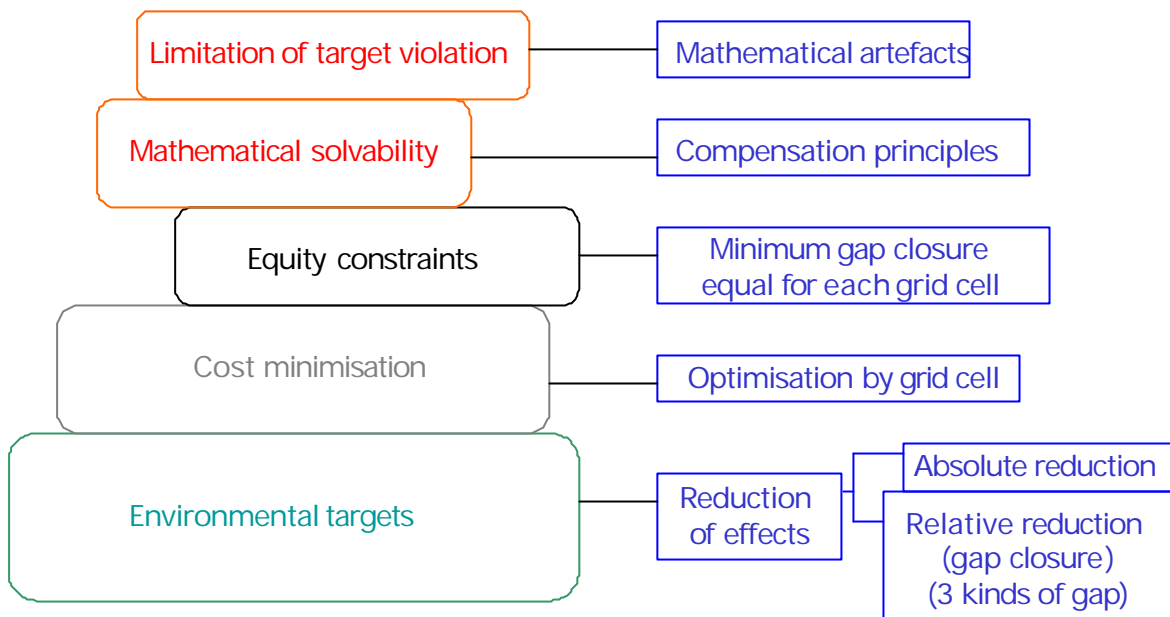 Limitation of target violation
Mathematical artefacts
Mathematical solvability
Compensation principles
Equity constraints
Minimum gap closure
equal for each grid cell
Cost minimisation
Optimisation by grid cell
Environmental targets
Reduction
of effects
Absolute reduction
Relative reduction
(gap closure)
(3 kinds of gap)